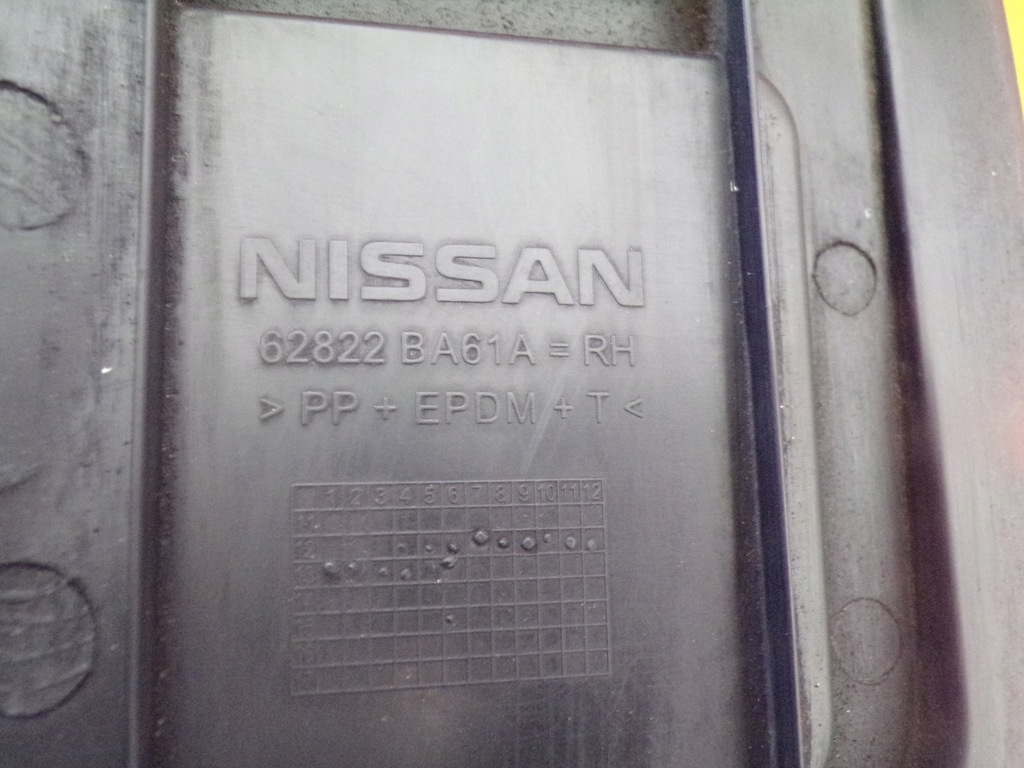 NISSAN
62822 BA61A = RH
> PP + EPDM + T <
1 2 3 4 5 6 7 8 9 10 11 12